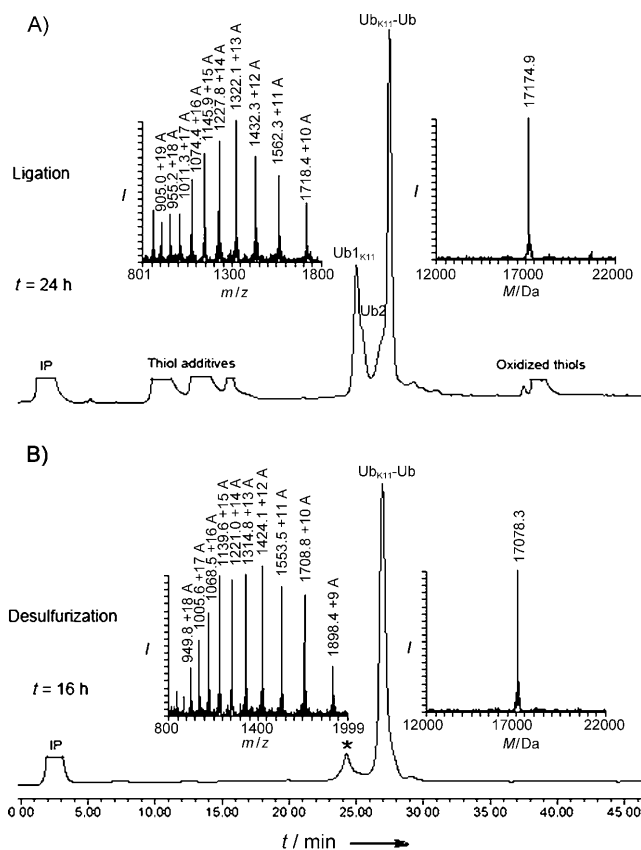 A)
Ligation
t = 24 h
905.0 +19 A
955.2 +18 A
1011.3 +17 A
1074.4 +16 A
1145.9 +15 A
1227.8 +14 A
1322.1 +13 A
1432.3 +12 A
1562.3 +11 A
1718.4 +10 A
I
801 1300 1800
m/z
UbK11-Ub
Ub1K11
Ub2
17174.9
I
12000 17000 22000
M/Da
IP
Thiol additives
Oxidized thiols
B)
Desulfurization
t = 16 h
949.8 +18 A
1005.6 +17 A
1068.5 +16 A
1139.6 +15 A
1221.0 +14 A
1314.8 +13 A
1424.1 +12 A
1553.5 +11 A
1708.8 +10 A
1898.4 +9 A
I
800 1400 1999
m/z
UbK11-Ub
17078.3
I
12000 17000 22000
M/Da
IP
*
0.00 5.00 10.00 15.00 20.00 25.00 30.00 35.00 40.00 45.00
t / min